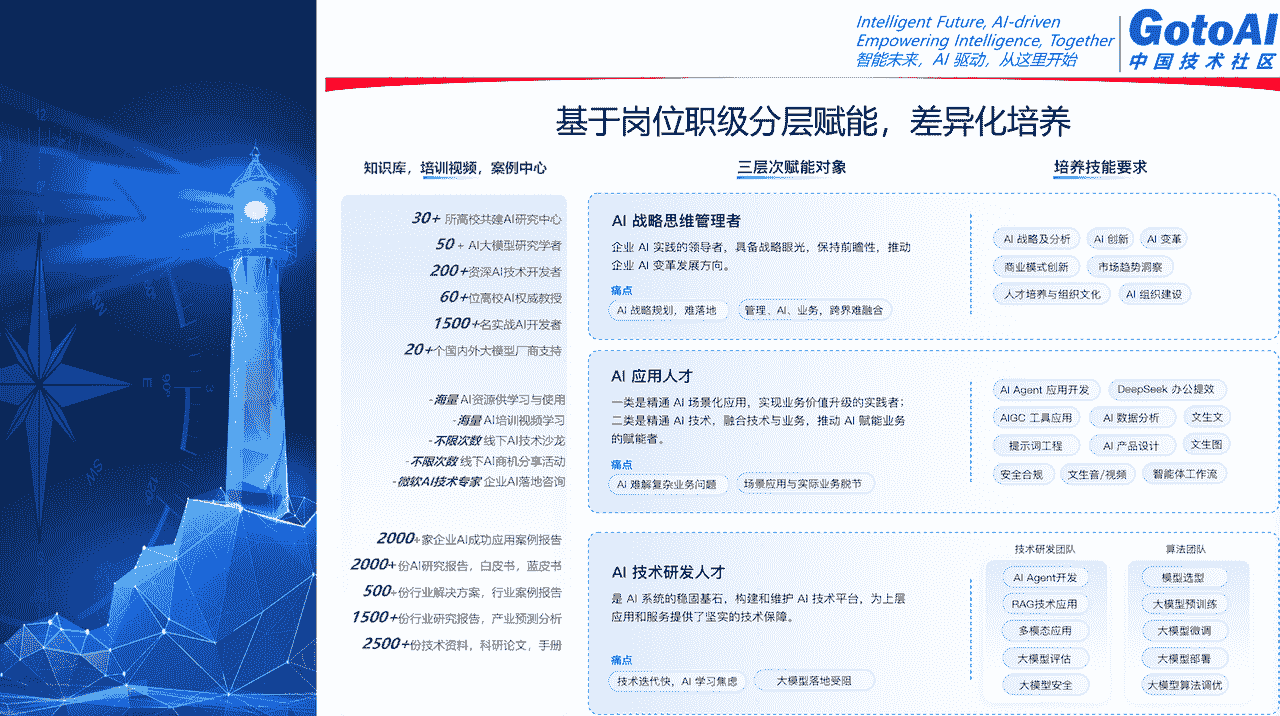 Intelligent Future, AI-driven
Empowering Intelligence, Together
智能未来，AI 驱动，从这里开始
GotoAI
中国技术社区
基于岗位职级分层赋能，差异化培养
知识库，培训视频，案例中心
30+ 所高校共建AI研究中心
50 + AI大模型研究学者
200+资深AI技术开发者
60+位高校AI权威教授
1500+名实战AI开发者
20+个国内外大模型厂商支持
-海量 AI资源供学习与使用
-海量 AI培训视频学习
-不限次数 线下AI技术沙龙
-不限次数 线下AI商机分享活动
-微软AI技术专家 企业AI落地咨询
2000+家企业AI成功应用案例报告
2000+份AI研究报告，白皮书，蓝皮书
500+份行业解决方案，行业案例报告
1500+份行业研究报告，产业预测分析
2500+份技术资料，科研论文，手册
三层次赋能对象
培养技能要求
AI 战略思维管理者
企业 AI 实践的领导者，具备战略眼光，保持前瞻性，推动
企业 AI 变革发展方向。
痛点
AI 战略规划，难落地
管理、AI、业务，跨界难融合
AI 战略及分析
AI 创新
AI 变革
商业模式创新
市场趋势洞察
人才培养与组织文化
AI 组织建设
AI 应用人才
一类是精通 AI 场景化应用，实现业务价值升级的实践者；
二类是精通 AI 技术，融合技术与业务，推动 AI 赋能业务
的赋能者。
痛点
AI 难解复杂业务问题
场景应用与实际业务脱节
AI Agent 应用开发
DeepSeek 办公提效
AIGC 工具应用
AI 数据分析
文生文
提示词工程
AI 产品设计
文生图
安全合规
文生音/视频
智能体工作流
AI 技术研发人才
是 AI 系统的稳固基石，构建和维护 AI 技术平台，为上层
应用和服务提供了坚实的技术保障。
痛点
技术迭代快，AI 学习焦虑
大模型落地受阻
技术研发团队
AI Agent开发
RAG技术应用
多模态应用
大模型评估
大模型安全
算法团队
模型选型
大模型预训练
大模型微调
大模型部署
大模型算法调优